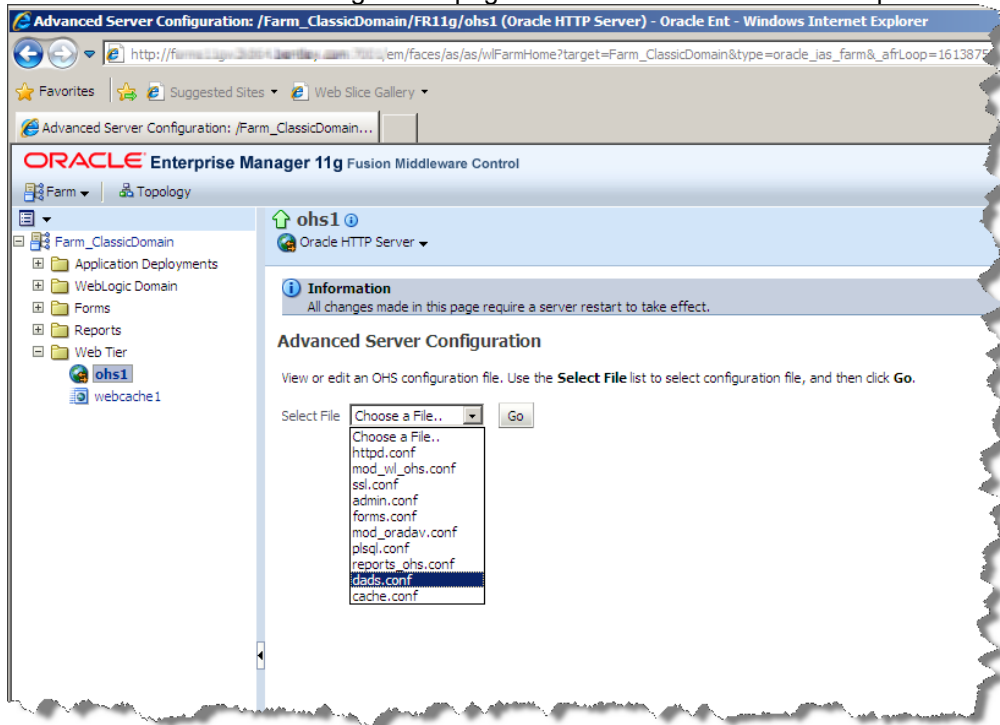 Advanced Server Configuration: /Farm_ClassicDomain/FR11g/ohs1 (Oracle HTTP Server) - Oracle Ent - Windows Internet Explorer
http:// em/faces/as/as/wlFarmHome?target=Farm_ClassicDomain&type=oracle_ias_farm&_afrLoop=1613875
Favorites Suggested Sites Web Slice Gallery
Advanced Server Configuration: /Farm_ClassicDomain...
ORACLE Enterprise Manager 11g Fusion Middleware Control
Farm Topology
ohs1
Oracle HTTP Server
Farm_ClassicDomain
Application Deployments
WebLogic Domain
Forms
Reports
Web Tier
ohs1
webcache1
Information
All changes made in this page require a server restart to take effect.
Advanced Server Configuration
View or edit an OHS configuration file. Use the Select File list to select configuration file, and then click Go.
Select File Choose a File.. Go
Choose a File..
httpd.conf
mod_wl_ohs.conf
ssl.conf
admin.conf
forms.conf
mod_oradav.conf
plsql.conf
reports_ohs.conf
dads.conf
cache.conf